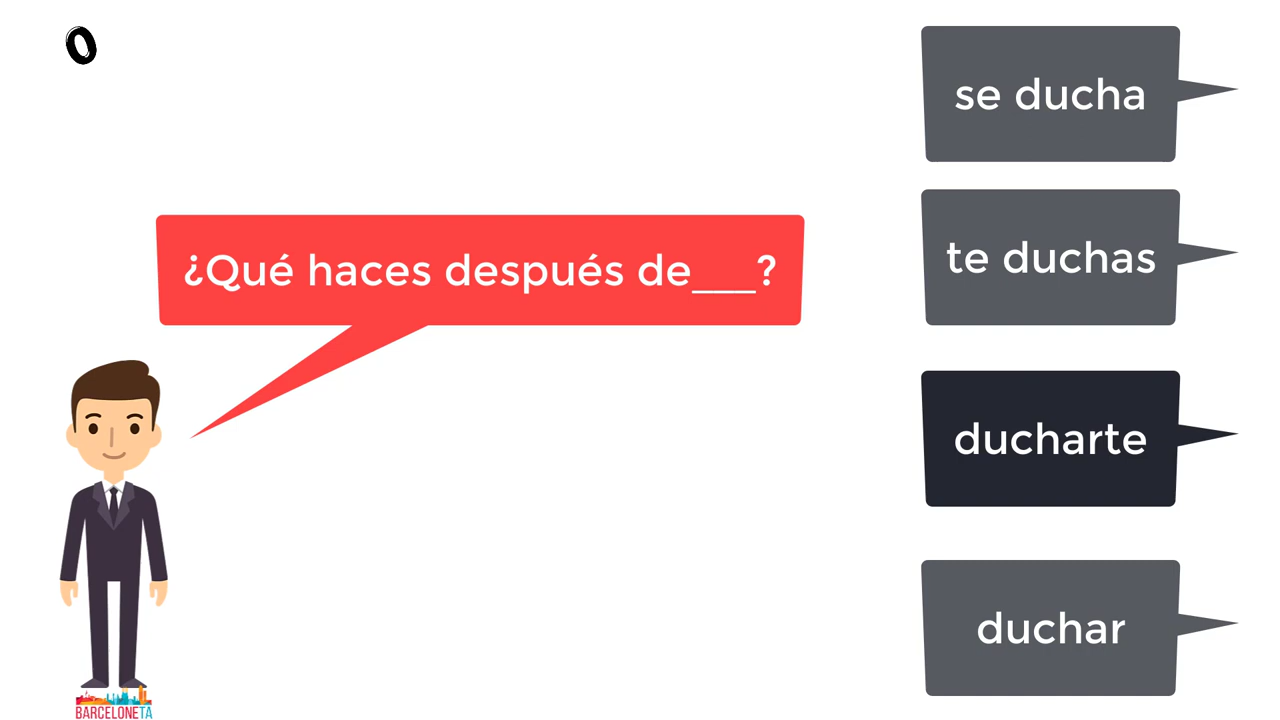 0
¿Qué haces después de___?
se ducha
te duchas
ducharte
duchar
BARCELONETA